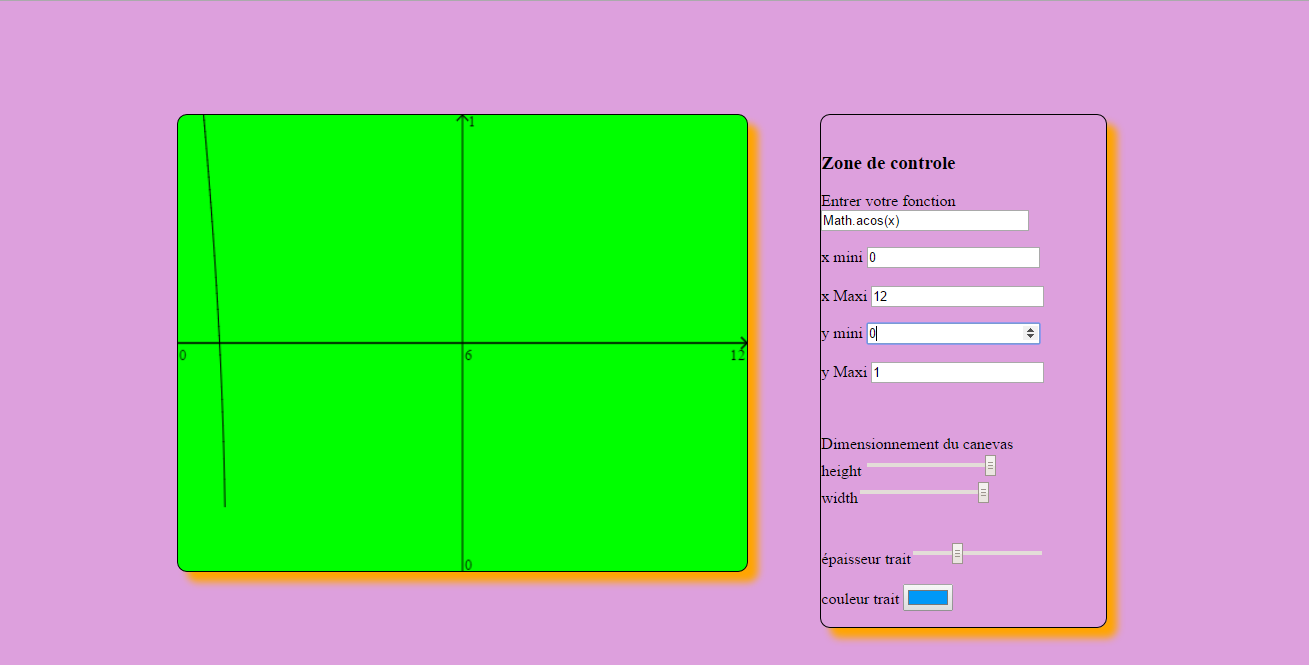 1
0 6 12
0
Zone de controle
Entrer votre fonction
Math.acos(x)
x mini 0
x Maxi 12
y mini 0
y Maxi 1
Dimensionnement du canevas
height
width
épaisseur trait
couleur trait